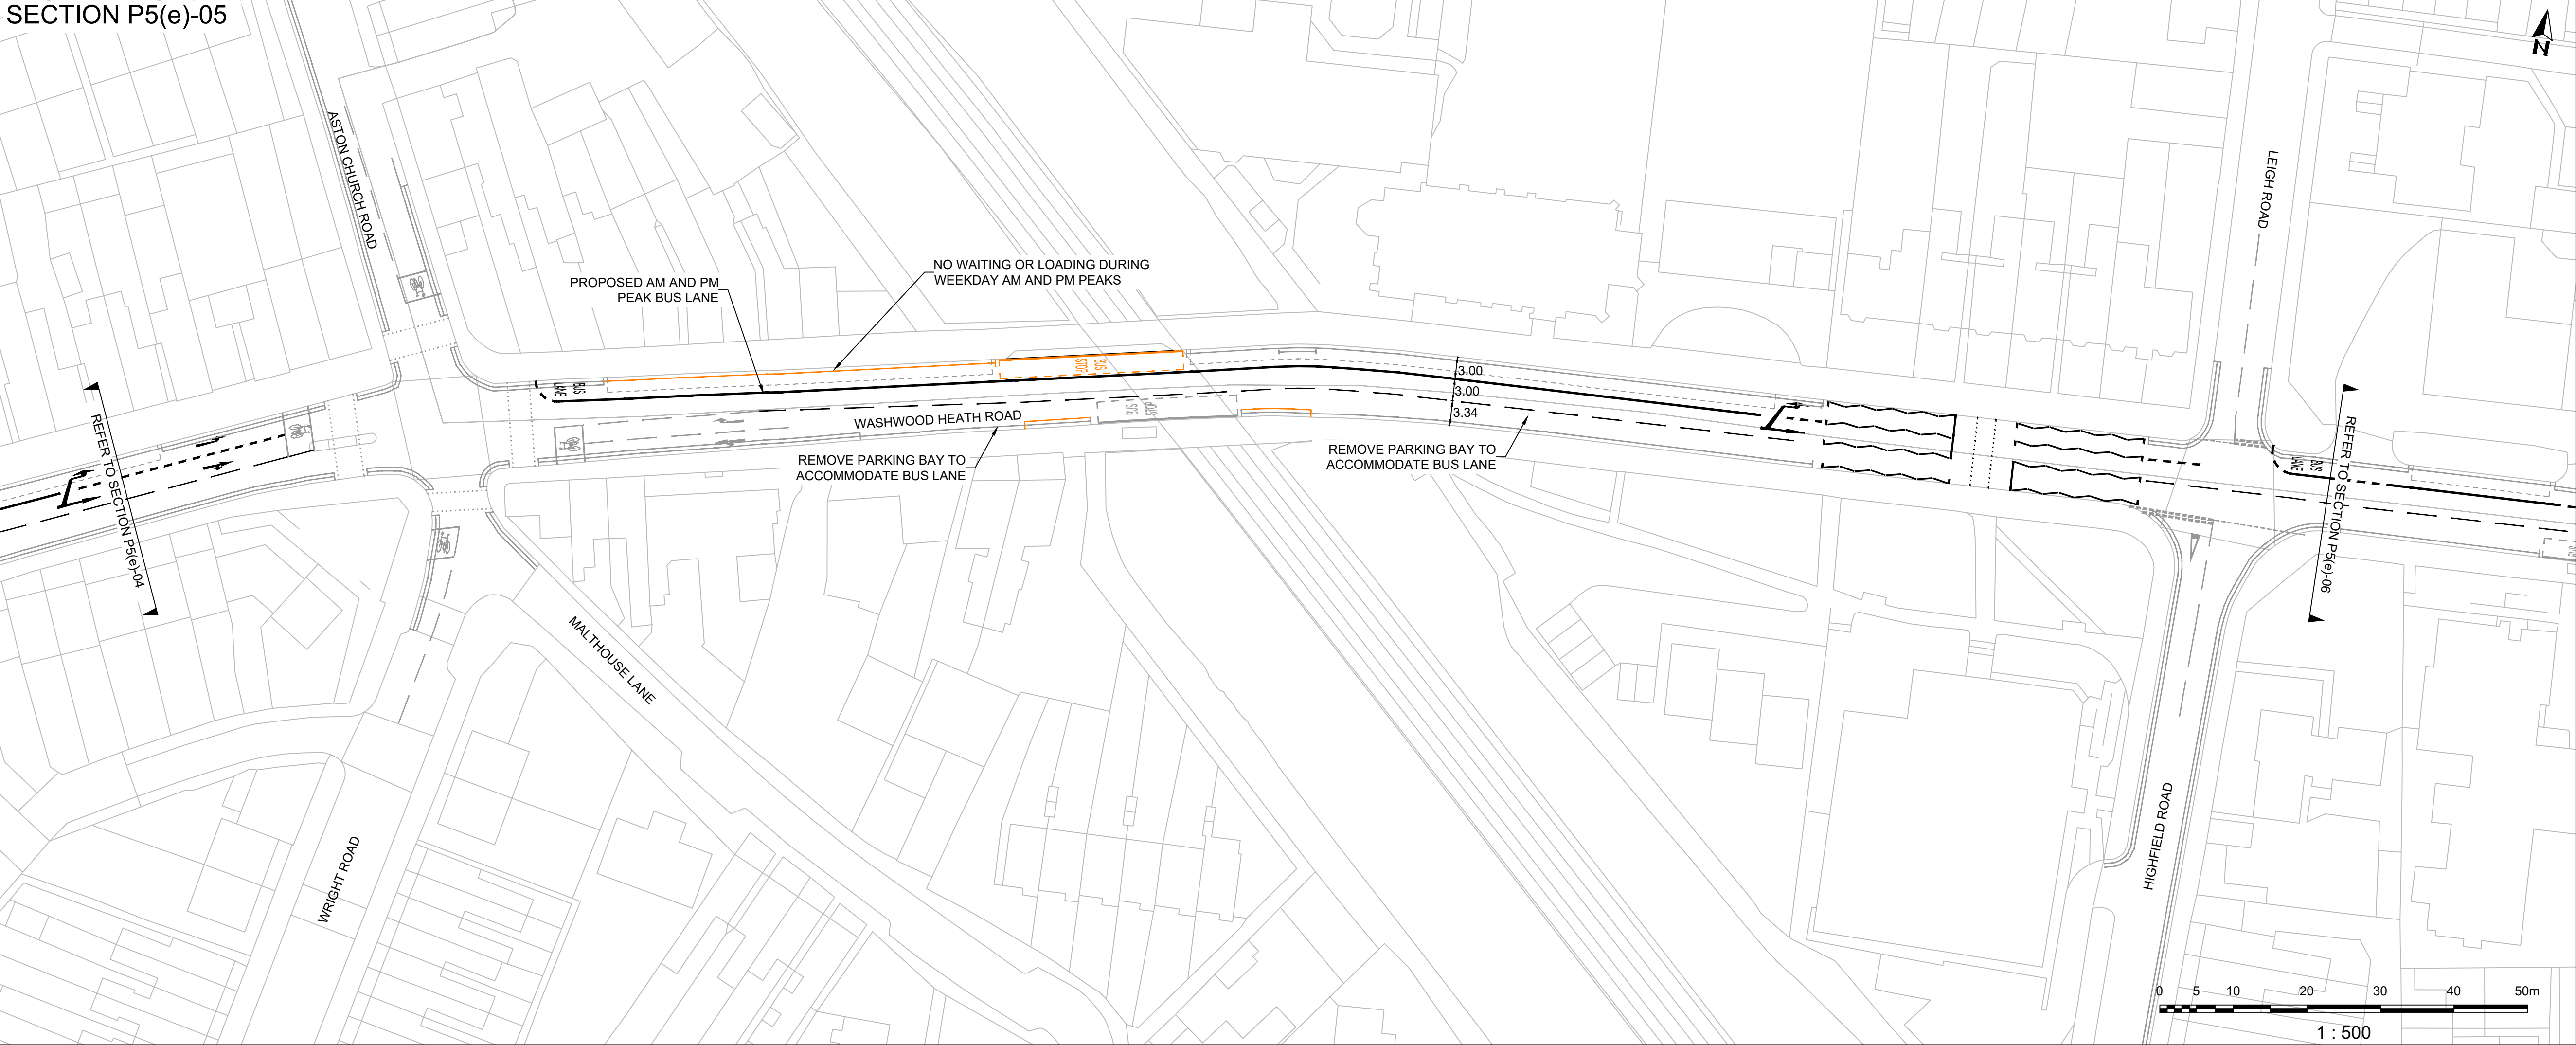 SECTION P5(e)-05
N
ASTON CHURCH ROAD
LEIGH ROAD
NO WAITING OR LOADING DURING
WEEKDAY AM AND PM PEAKS
PROPOSED AM AND PM
PEAK BUS LANE
BUS
STOP
BUS
LANE
3.00
3.00
3.34
BUS
STOP
WASHWOOD HEATH ROAD
REMOVE PARKING BAY TO
ACCOMMODATE BUS LANE
REMOVE PARKING BAY TO
ACCOMMODATE BUS LANE
BUS
LANE
REFER TO SECTION P5(e)-04
REFER TO SECTION P5(e)-06
MALTHOUSE LANE
WRIGHT ROAD
HIGHFIELD ROAD
0 5 10 20 30 40 50m
1 : 500